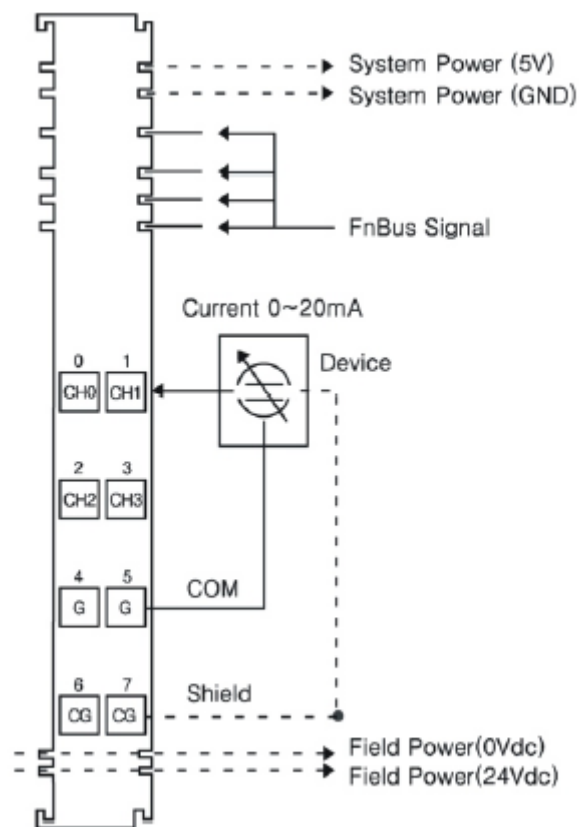 System Power (5V)
System Power (GND)
FnBus Signal
Current 0~20mA
Device
0 1
CH0 CH1
2 3
CH2 CH3
4 5
G G
COM
6 7
CG CG
Shield
Field Power(0Vdc)
Field Power(24Vdc)